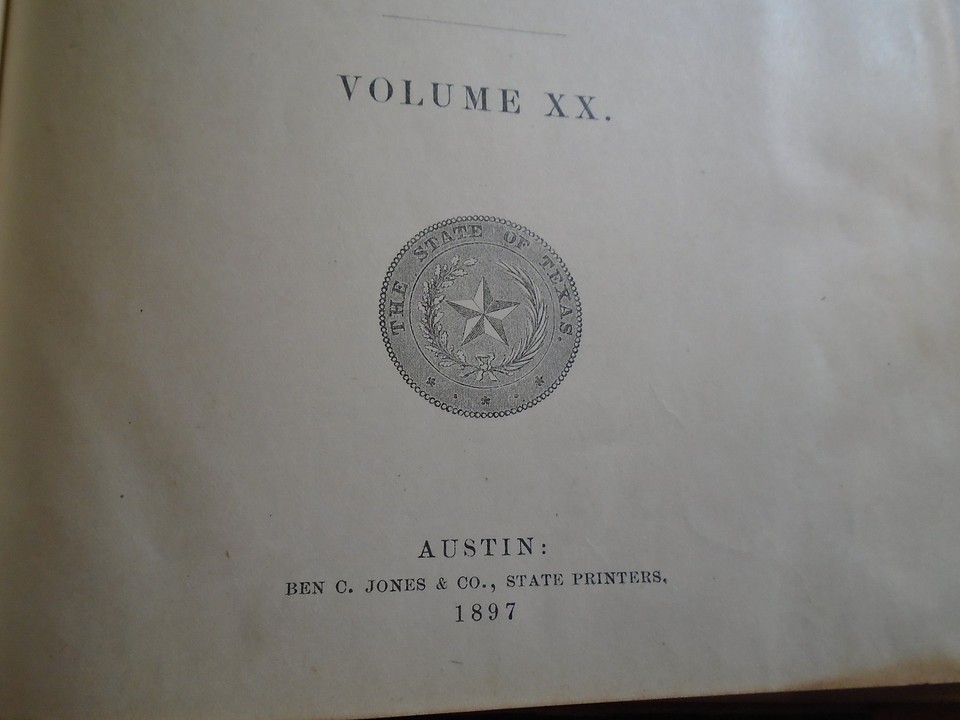 VOLUME XX.
THE STATE OF TEXAS.
AUSTIN:
BEN C. JONES & CO., STATE PRINTERS,
1897